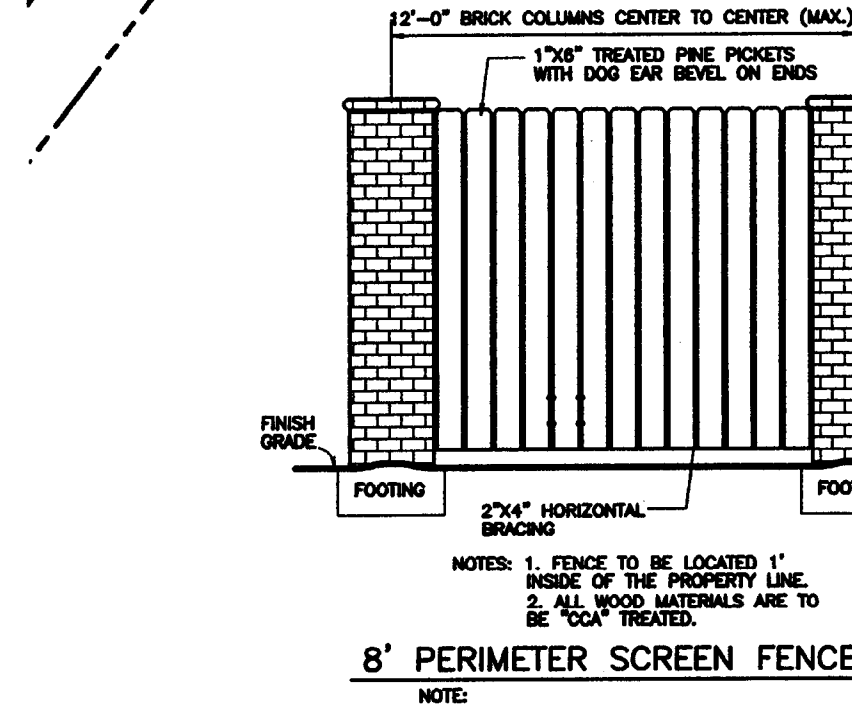 12'-0" BRICK COLUMNS CENTER TO CENTER (MAX.)
1"X6" TREATED PINE PICKETS
WITH DOG EAR BEVEL ON ENDS
FINISH
GRADE
FOOTING
FOO
2"X4" HORIZONTAL
BRACING
NOTES: 1. FENCE TO BE LOCATED 1'
INSIDE OF THE PROPERTY LINE.
2. ALL WOOD MATERIALS ARE TO
BE "CCA" TREATED.
8' PERIMETER SCREEN FENCE
NOTE: